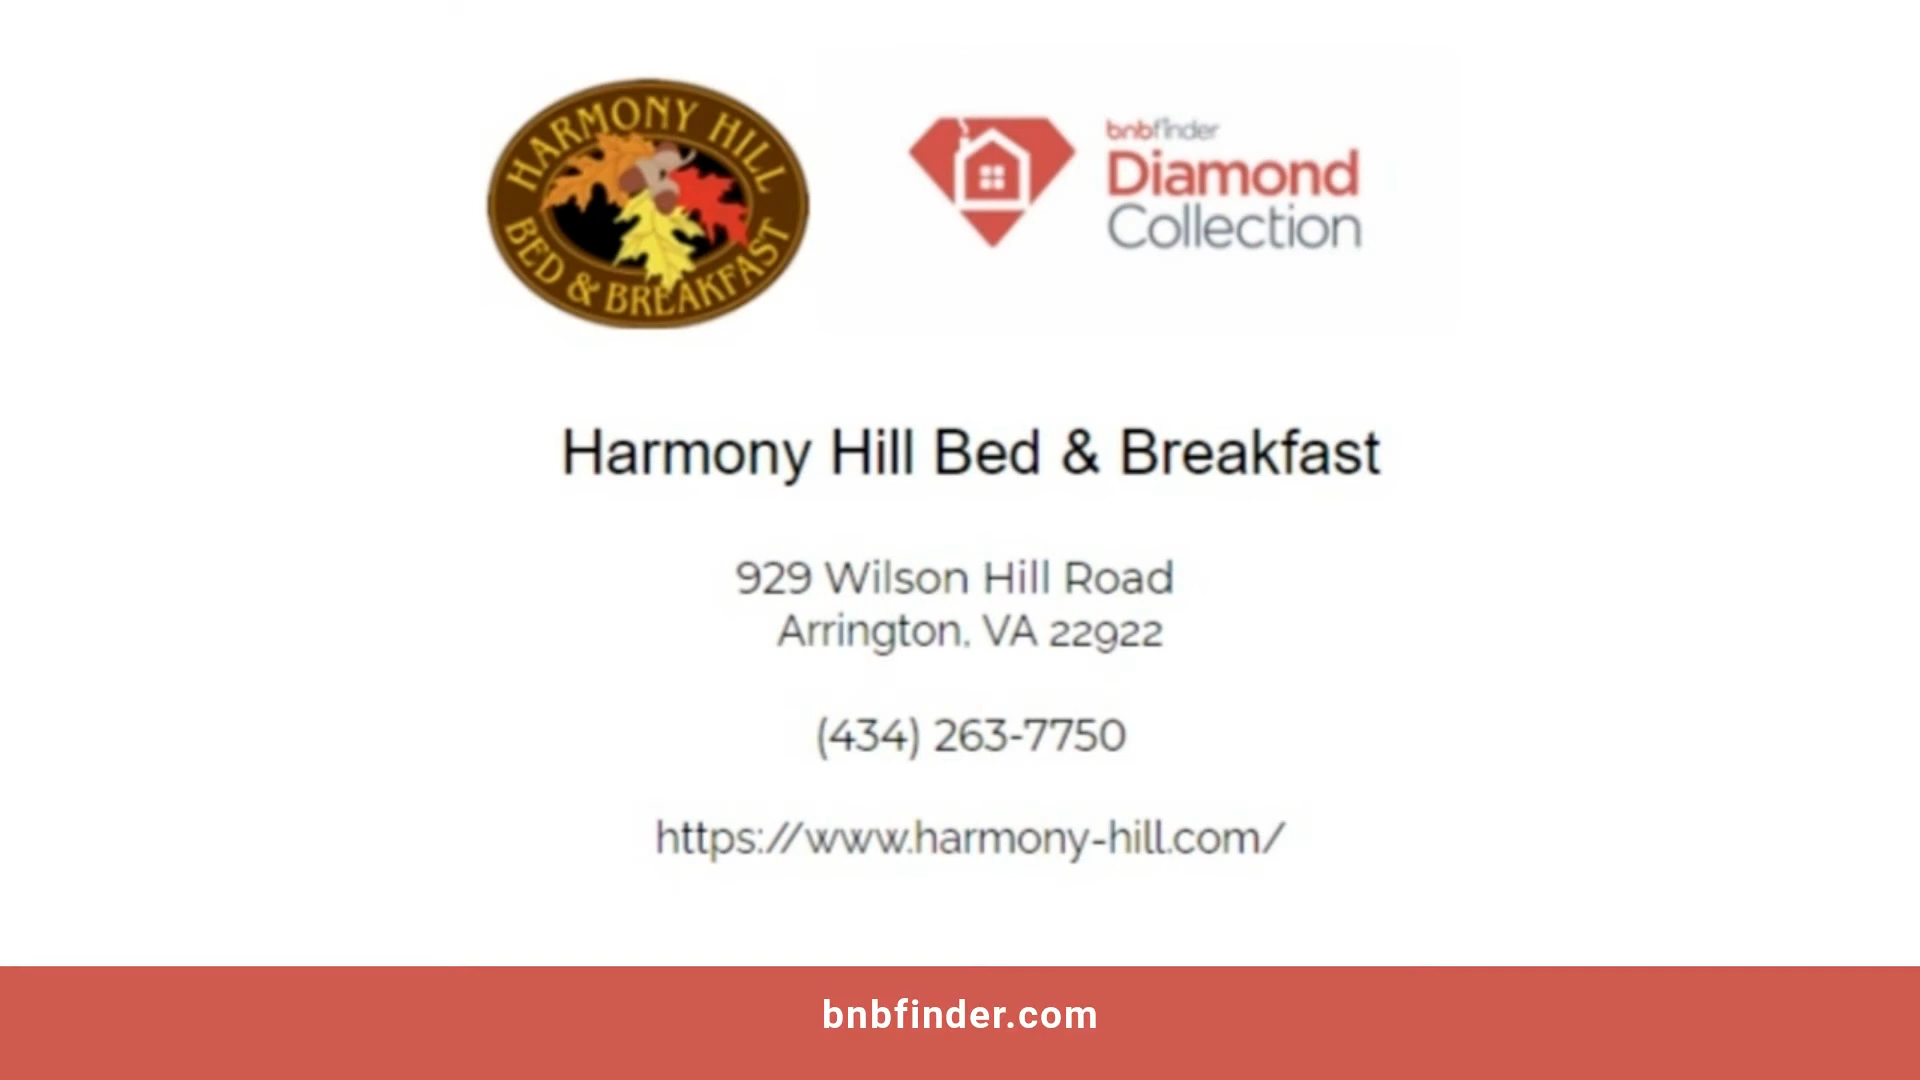 HARMONY HILL
BED & BREAKFAST
bnbfinder
Diamond
Collection
Harmony Hill Bed & Breakfast
929 Wilson Hill Road
Arrington, VA 22922
(434) 263-7750
https://www.harmony-hill.com/
bnbfinder.com